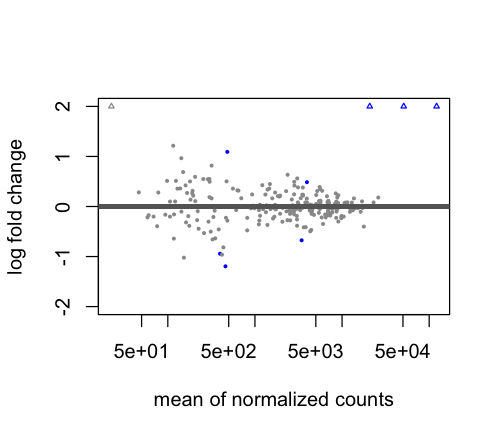 log fold change
2
1
0
-1
-2
5e+01
5e+02
5e+03
5e+04
mean of normalized counts